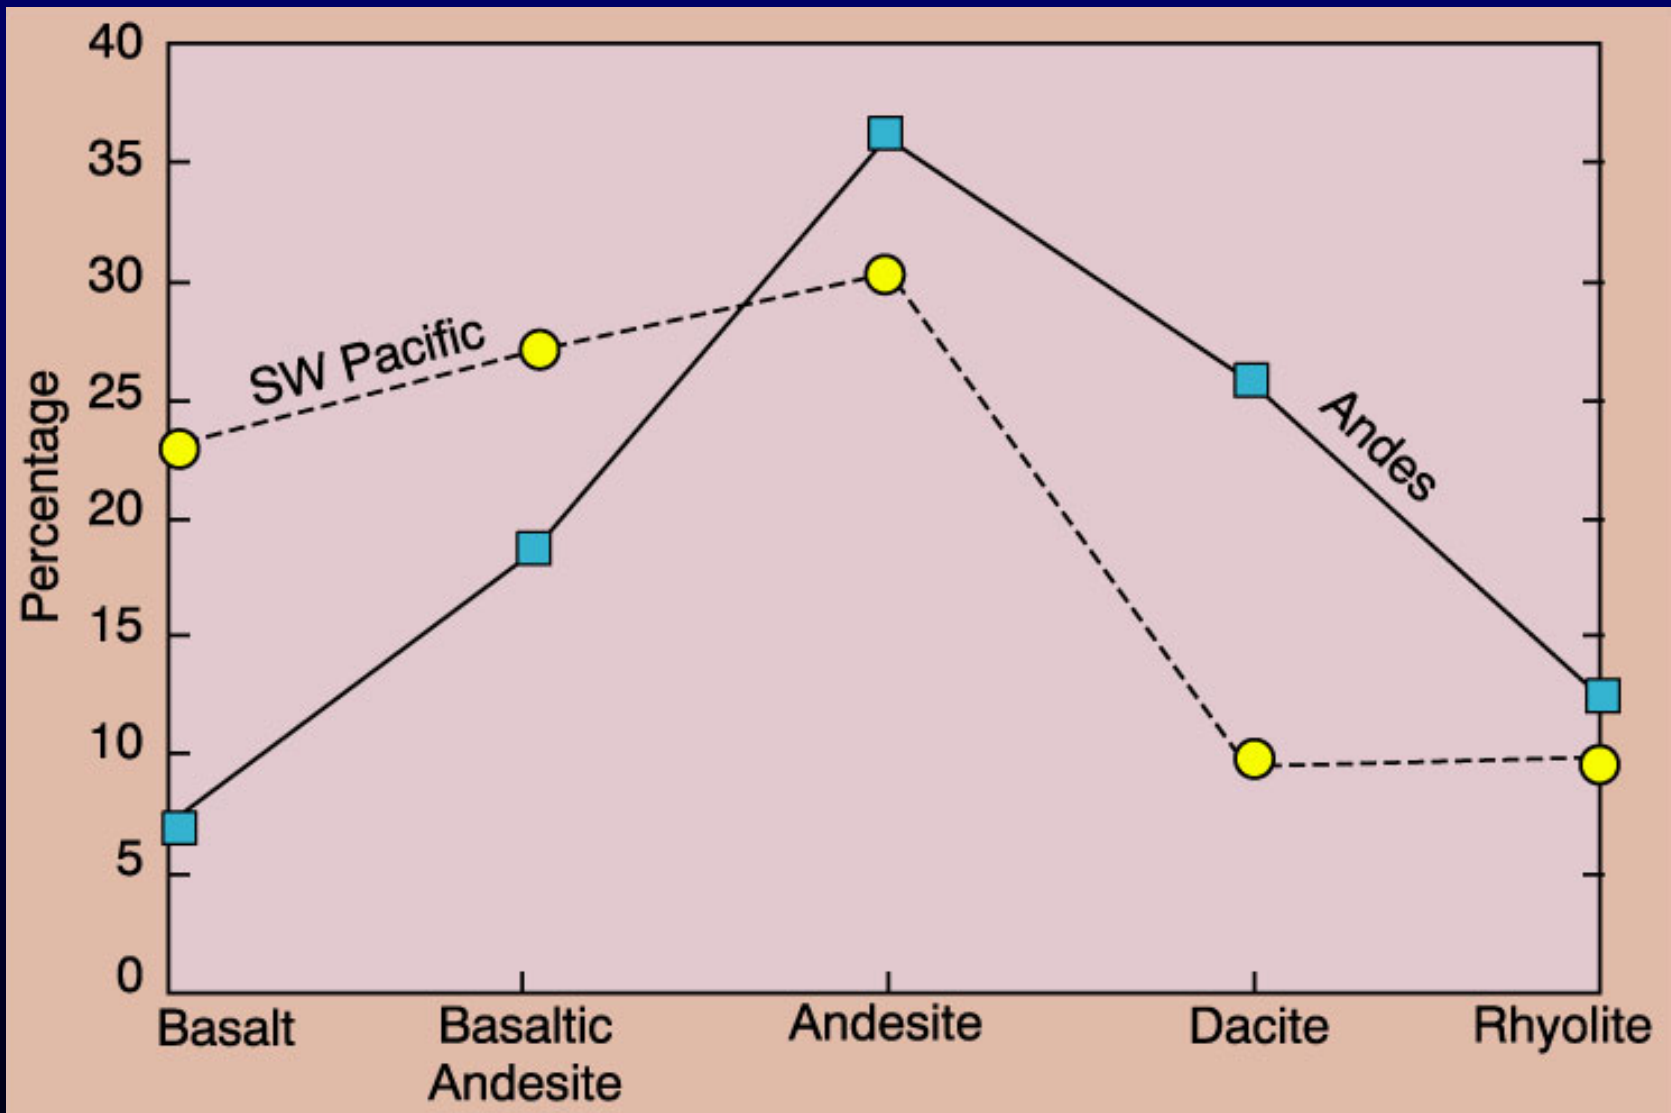 40
35
30
25
20
15
10
5
0
Percentage
SW Pacific
Andes
Basalt
Basaltic
Andesite
Andesite
Dacite
Rhyolite